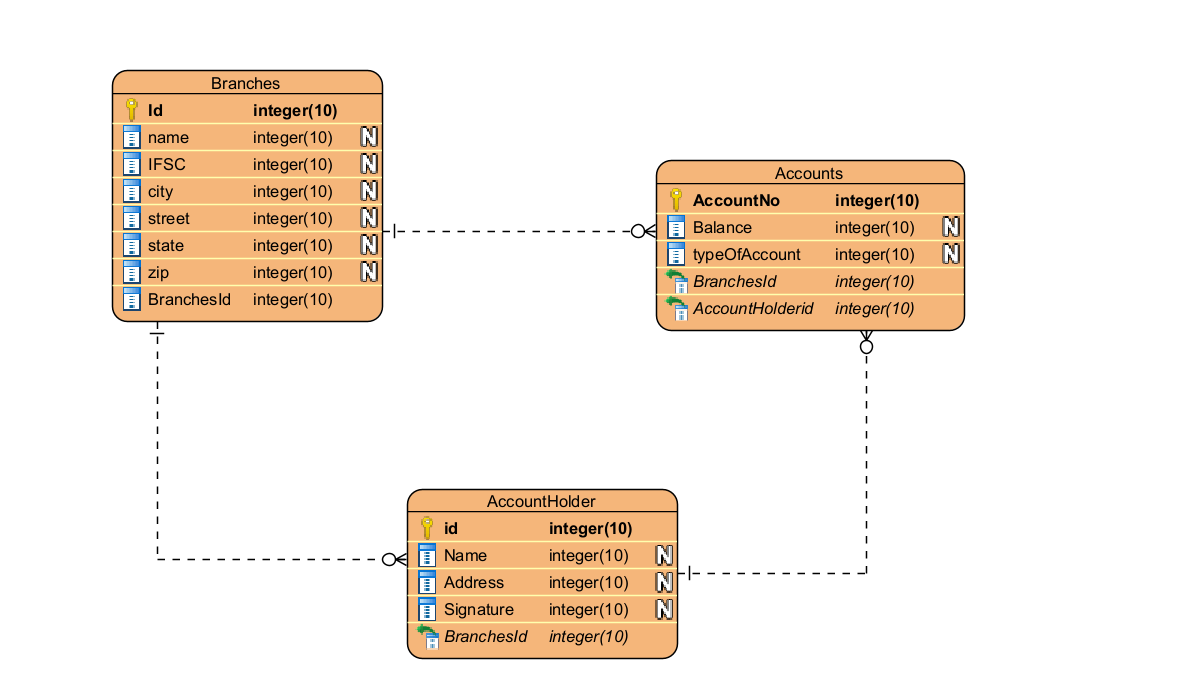 Branches
Id integer(10)
name integer(10) N
IFSC integer(10) N
city integer(10) N
street integer(10) N
state integer(10) N
zip integer(10) N
BranchesId integer(10)
Accounts
AccountNo integer(10)
Balance integer(10) N
typeOfAccount integer(10) N
BranchesId integer(10)
AccountHolderid integer(10)
AccountHolder
id integer(10)
Name integer(10) N
Address integer(10) N
Signature integer(10) N
BranchesId integer(10)